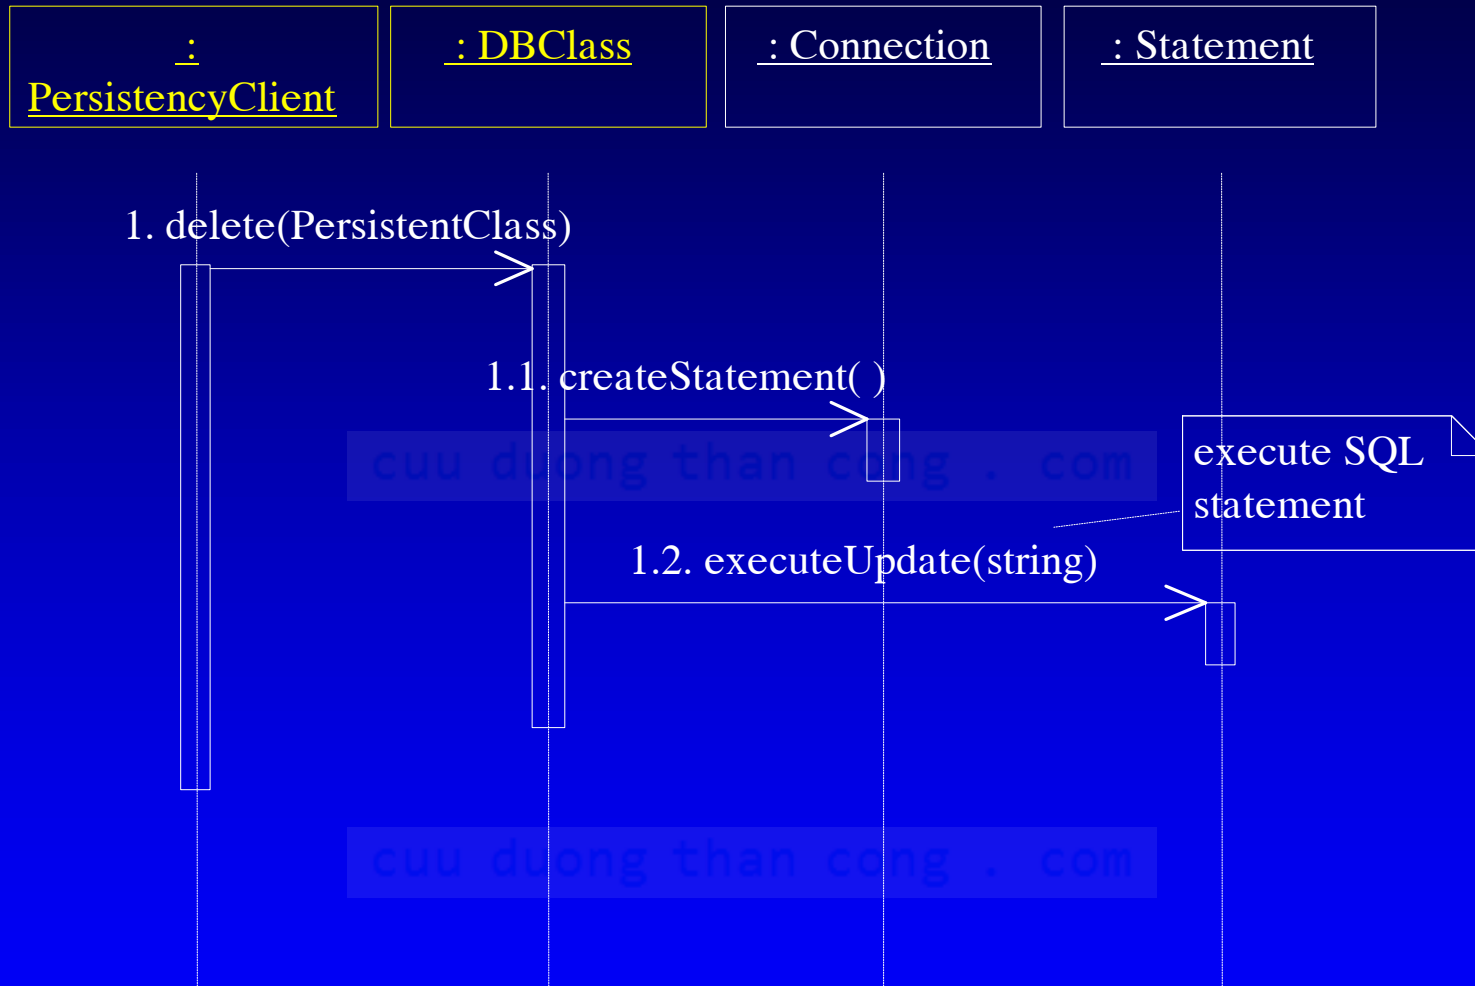 :
PersistencyClient
: DBClass
: Connection
: Statement
1. delete(PersistentClass)
1.1. createStatement( )
cuu duong than cong . com
execute SQL
statement
1.2. executeUpdate(string)
cuu duong than cong . com